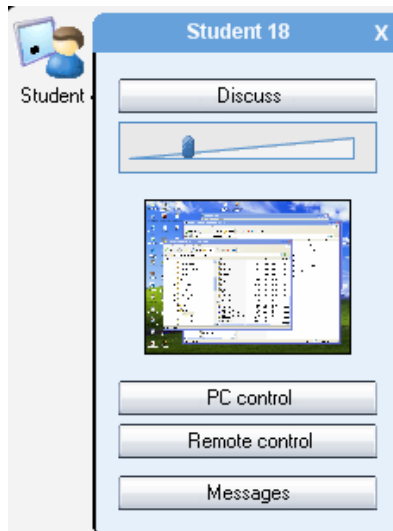 Student 18
X
Student
Discuss
PC control
Remote control
Messages